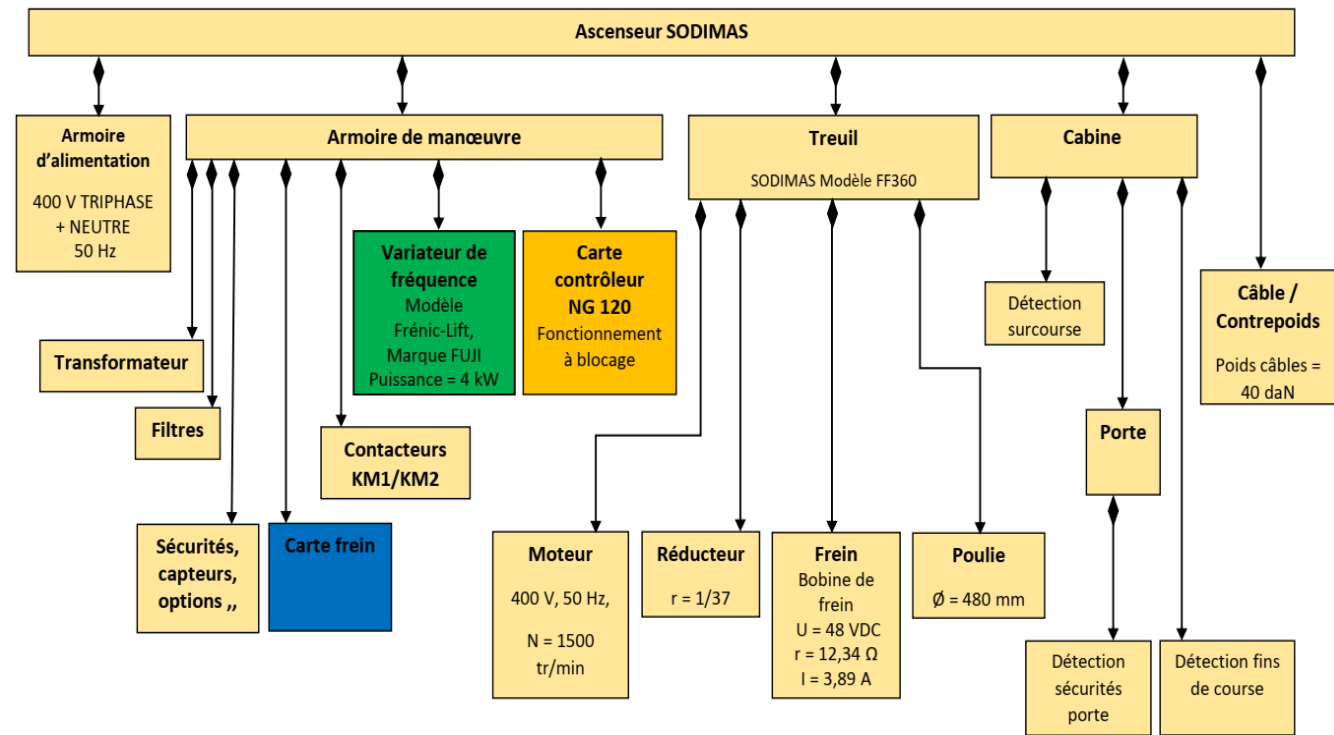 Ascenseur SODIMAS
Armoire
d'alimentation
400 V TRIPHASE
+ NEUTRE
50 Hz
Armoire de manœuvre
Treuil
SODIMAS Modèle FF360
Cabine
Variateur de
fréquence
Modèle
Frénic-Lift,
Marque FUJI
Puissance = 4 kW
Carte
contrôleur
NG 120
Fonctionnement
à blocage
Détection
surcourse
Câble /
Contrepoids
Poids câbles =
40 daN
Transformateur
Filtres
Contacteurs
KM1/KM2
Porte
Sécurités,
capteurs,
options ,,
Carte frein
Moteur
400 V, 50 Hz,
N = 1500
tr/min
Réducteur
r = 1/37
Frein
Bobine de
frein
U = 48 VDC
r = 12,34 Ω
I = 3,89 A
Poulie
Ø = 480 mm
Détection
sécurités
porte
Détection fins
de course